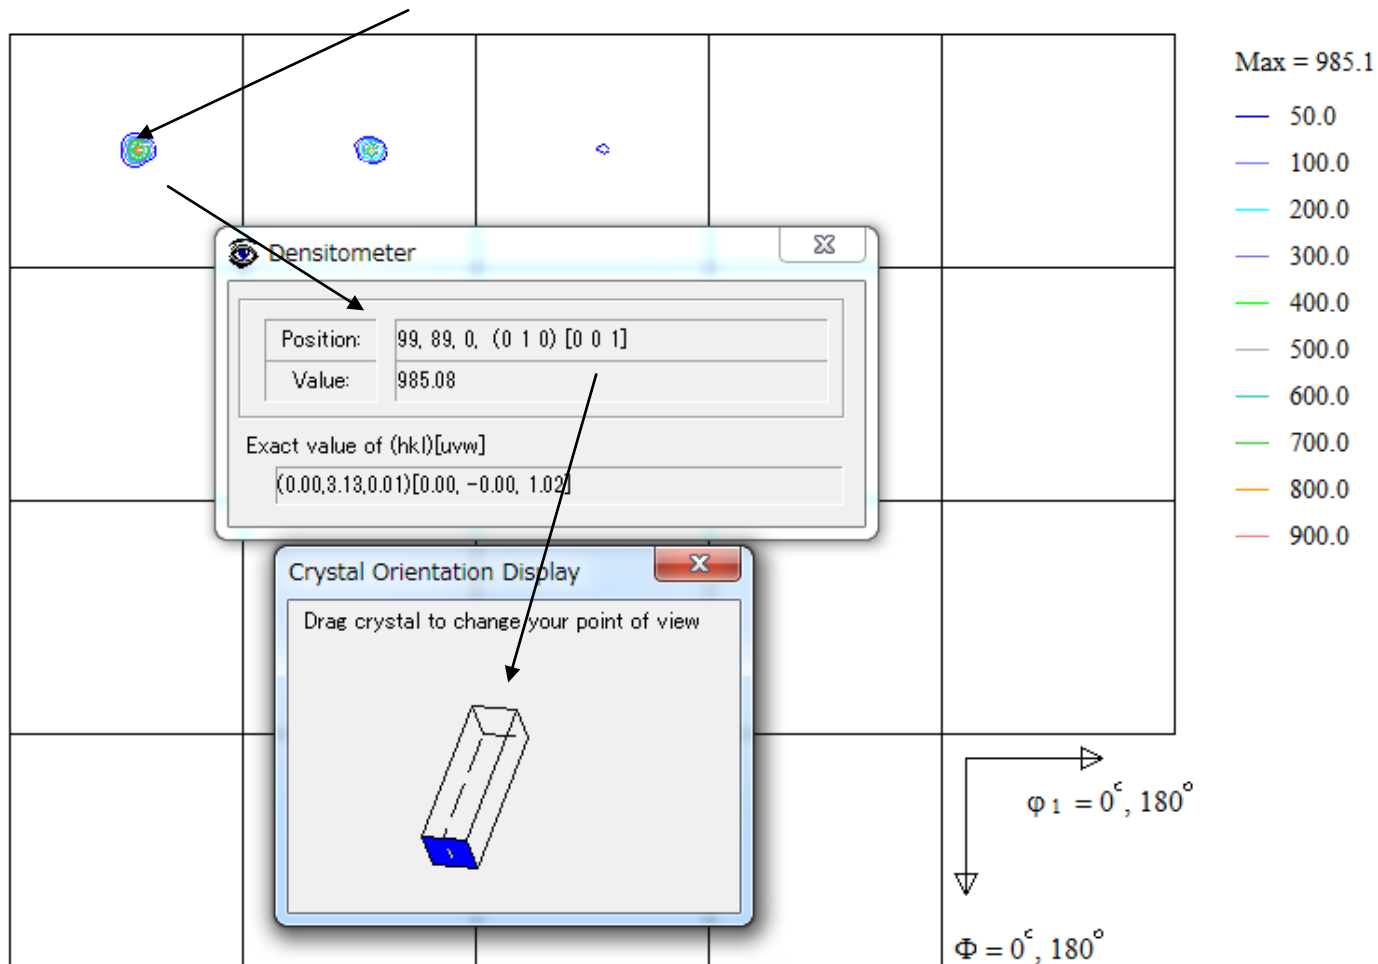 Max = 985.1
50.0
100.0
200.0
300.0
400.0
500.0
600.0
700.0
800.0
900.0
Densitometer
Position: 99, 89, 0, (0 1 0) [0 0 1]
Value: 985.08
Exact value of (hkl)[uvw]
(0.00,3.13,0.01)[0.00, -0.00, 1.02]
Crystal Orientation Display
Drag crystal to change your point of view
φ1 = 0°, 180°
Φ = 0°, 180°